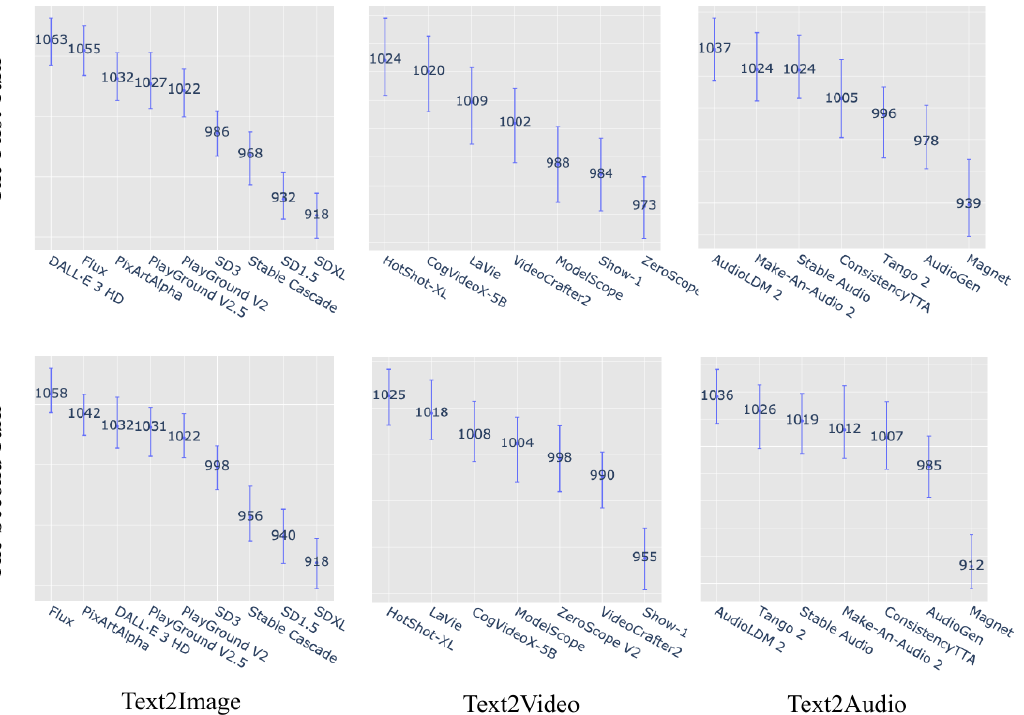 1063 1055 1032 1027 1022 986 968 932 918
DALL·E 3 HD Flux PixArtAlpha PlayGround V2.5 PlayGround V2 SD3 Stable Cascade SD1.5 SDXL
1024 1020 1009 1002 988 984 973
HotShot-XL CogVideoX-5B LaVie VideoCrafter2 ModelScope Show-1 ZeroScope
1037 1024 1024 1005 996 978 939
AudioLDM 2 Make-An-Audio 2 Stable Audio ConsistencyTTA Tango 2 AudioGen Magnet
1058 1042 1032 1031 1022 998 956 940 918
Flux PixArtAlpha DALL·E 3 HD PlayGround V2.5 PlayGround V2 SD3 Stable Cascade SD1.5 SDXL
1025 1018 1008 1004 998 990 955
HotShot-XL LaVie CogVideoX-5B ModelScope ZeroScope V2 VideoCrafter2 Show-1
1036 1026 1019 1012 1007 985 912
AudioLDM 2 Tango 2 Stable Audio Make-An-Audio 2 ConsistencyTTA AudioGen Magnet
Text2Image Text2Video Text2Audio